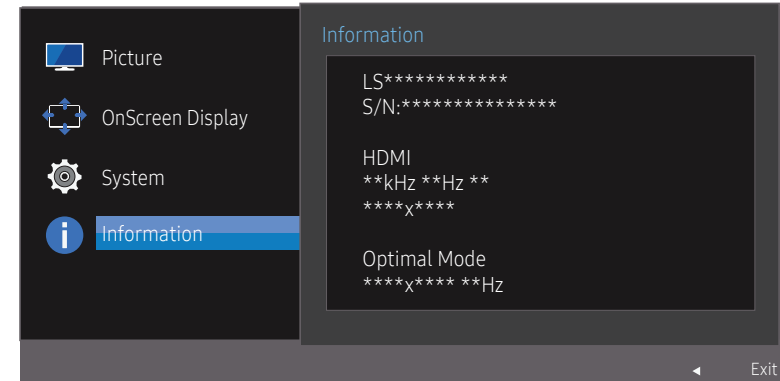 Picture
OnScreen Display
System
Information
Information
LS************
S/N:***************
HDMI
**kHz **Hz **
****x****
Optimal Mode
****x**** **Hz
Exit